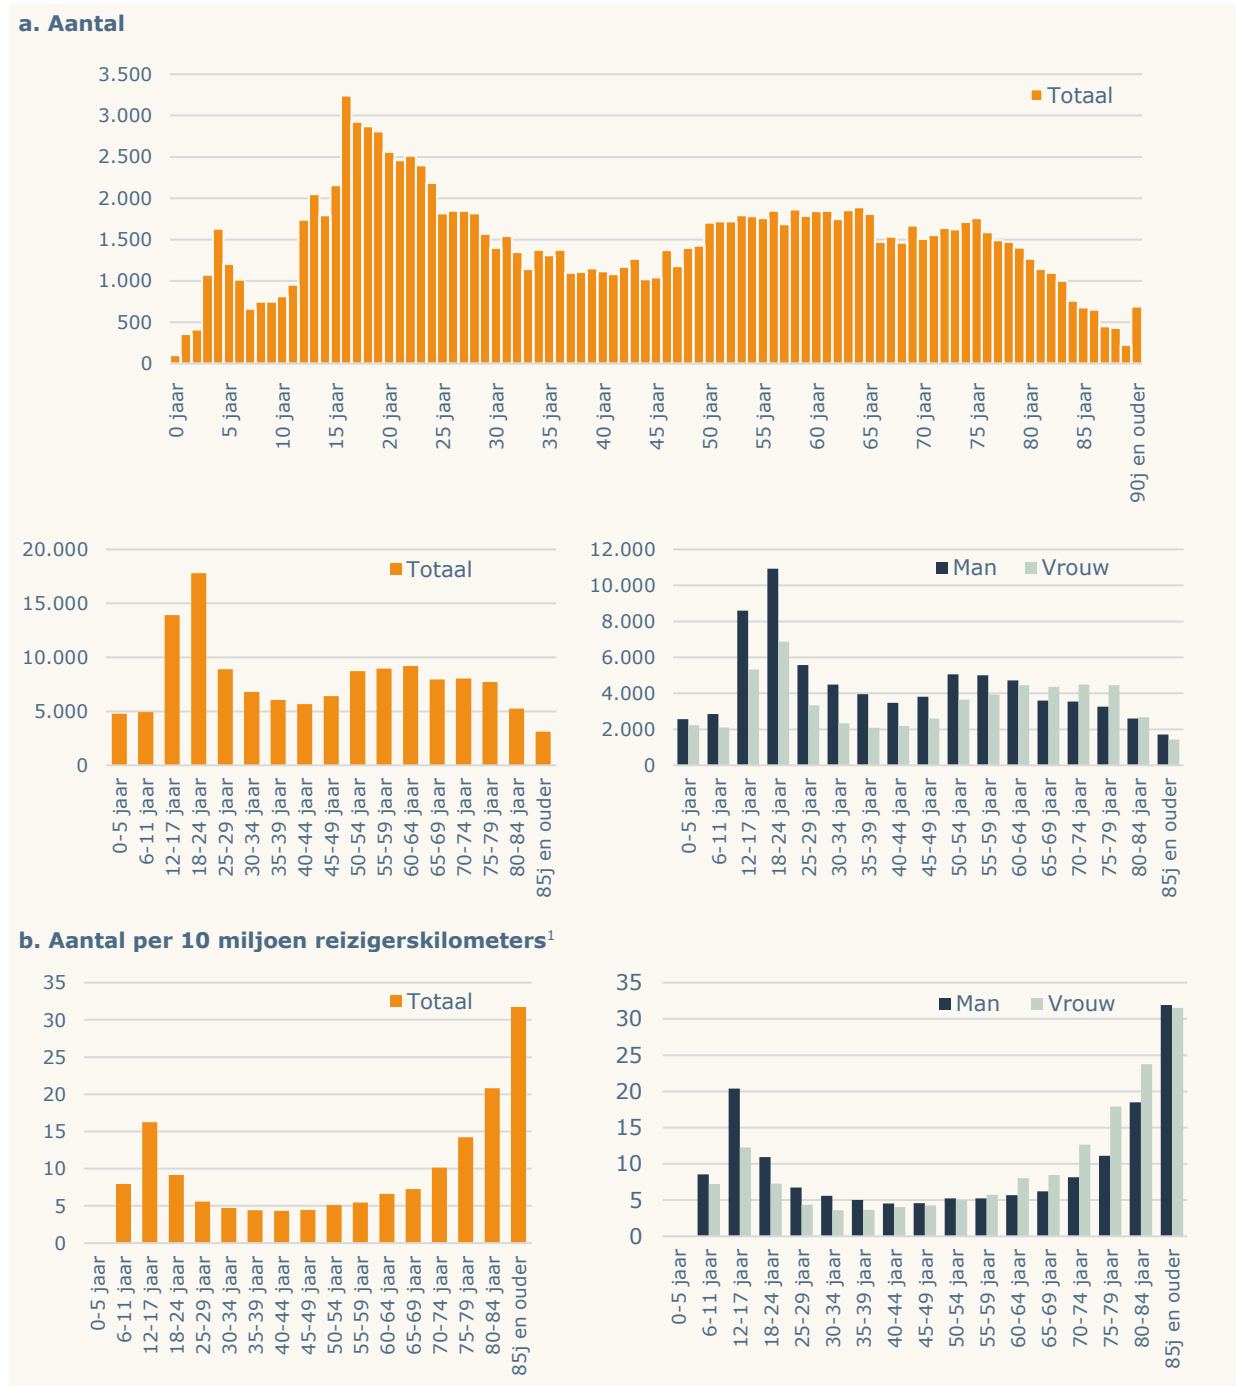 a. Aantal
3.500
3.000
2.500
2.000
1.500
1.000
500
0
Totaal
0 jaar
5 jaar
10 jaar
15 jaar
20 jaar
25 jaar
30 jaar
35 jaar
40 jaar
45 jaar
50 jaar
55 jaar
60 jaar
65 jaar
70 jaar
75 jaar
80 jaar
85 jaar
90j en ouder
20.000
15.000
10.000
5.000
0
Totaal
0-5 jaar
6-11 jaar
12-17 jaar
18-24 jaar
25-29 jaar
30-34 jaar
35-39 jaar
40-44 jaar
45-49 jaar
50-54 jaar
55-59 jaar
60-64 jaar
65-69 jaar
70-74 jaar
75-79 jaar
80-84 jaar
85j en ouder
12.000
10.000
8.000
6.000
4.000
2.000
0
Man Vrouw
0-5 jaar
6-11 jaar
12-17 jaar
18-24 jaar
25-29 jaar
30-34 jaar
35-39 jaar
40-44 jaar
45-49 jaar
50-54 jaar
55-59 jaar
60-64 jaar
65-69 jaar
70-74 jaar
75-79 jaar
80-84 jaar
85j en ouder
b. Aantal per 10 miljoen reizigerskilometers¹
35
30
25
20
15
10
5
0
Totaal
0-5 jaar
6-11 jaar
12-17 jaar
18-24 jaar
25-29 jaar
30-34 jaar
35-39 jaar
40-44 jaar
45-49 jaar
50-54 jaar
55-59 jaar
60-64 jaar
65-69 jaar
70-74 jaar
75-79 jaar
80-84 jaar
85j en ouder
35
30
25
20
15
10
5
0
Man Vrouw
0-5 jaar
6-11 jaar
12-17 jaar
18-24 jaar
25-29 jaar
30-34 jaar
35-39 jaar
40-44 jaar
45-49 jaar
50-54 jaar
55-59 jaar
60-64 jaar
65-69 jaar
70-74 jaar
75-79 jaar
80-84 jaar
85j en ouder